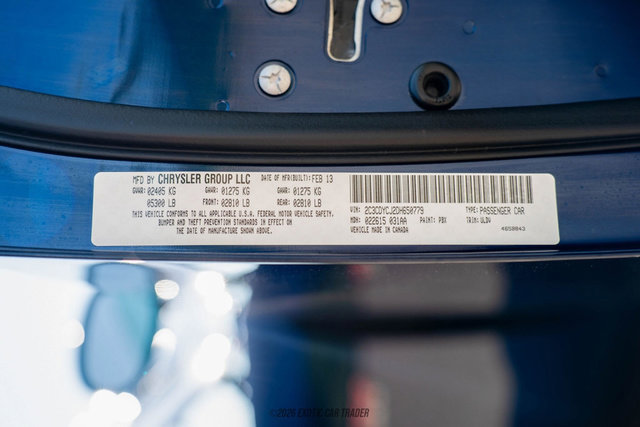 MFD BY CHRYSLER GROUP LLC DATE OF MFR(BUILT): FEB 13
GVWR: 02405 KG GAWR: 01275 KG GAWR: 01275 KG
05300 LB FRONT: 02810 LB REAR: 02810 LB
THIS VEHICLE CONFORMS TO ALL U.S.A. FEDERAL MOTOR VEHICLE SAFETY,
BUMPER AND THEFT PREVENTION STANDARDS IN EFFECT ON
THE DATE OF MANUFACTURE SHOWN ABOVE.
VIN: 2C3CDYCJ2DH650779 TYPE: PASSENGER CAR
MDH: 022615 031AA PAINT: PBX TRIM: ULDV
VEHICLE MADE IN CANADA 4658843
©2026 EXOTIC CAR TRADER